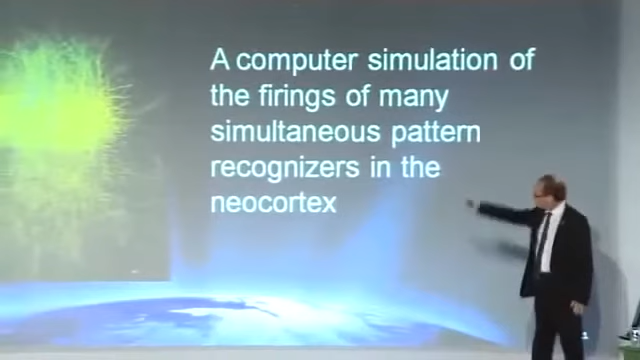 A computer simulation of
the firings of many
simultaneous pattern
recognizers in the
neocortex